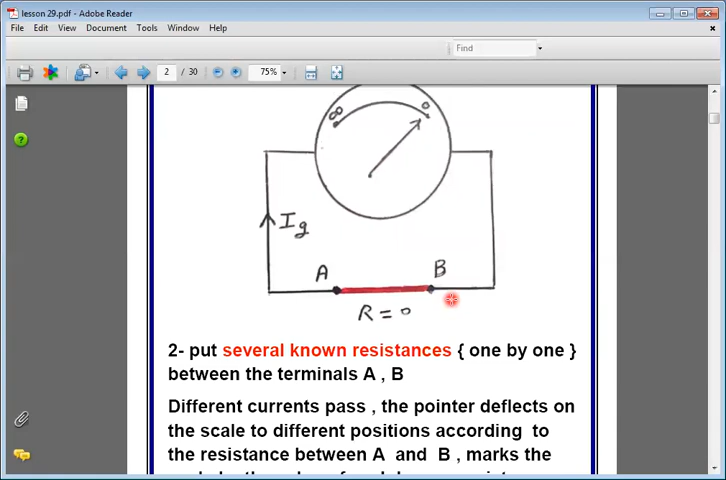 lesson 29.pdf - Adobe Reader
File Edit View Document Tools Window Help
2 / 30 75% Find
∞ 0
Ig
A B
R = 0
2- put several known resistances { one by one }
between the terminals A , B
Different currents pass , the pointer deflects on
the scale to different positions according to
the resistance between A and B , marks the